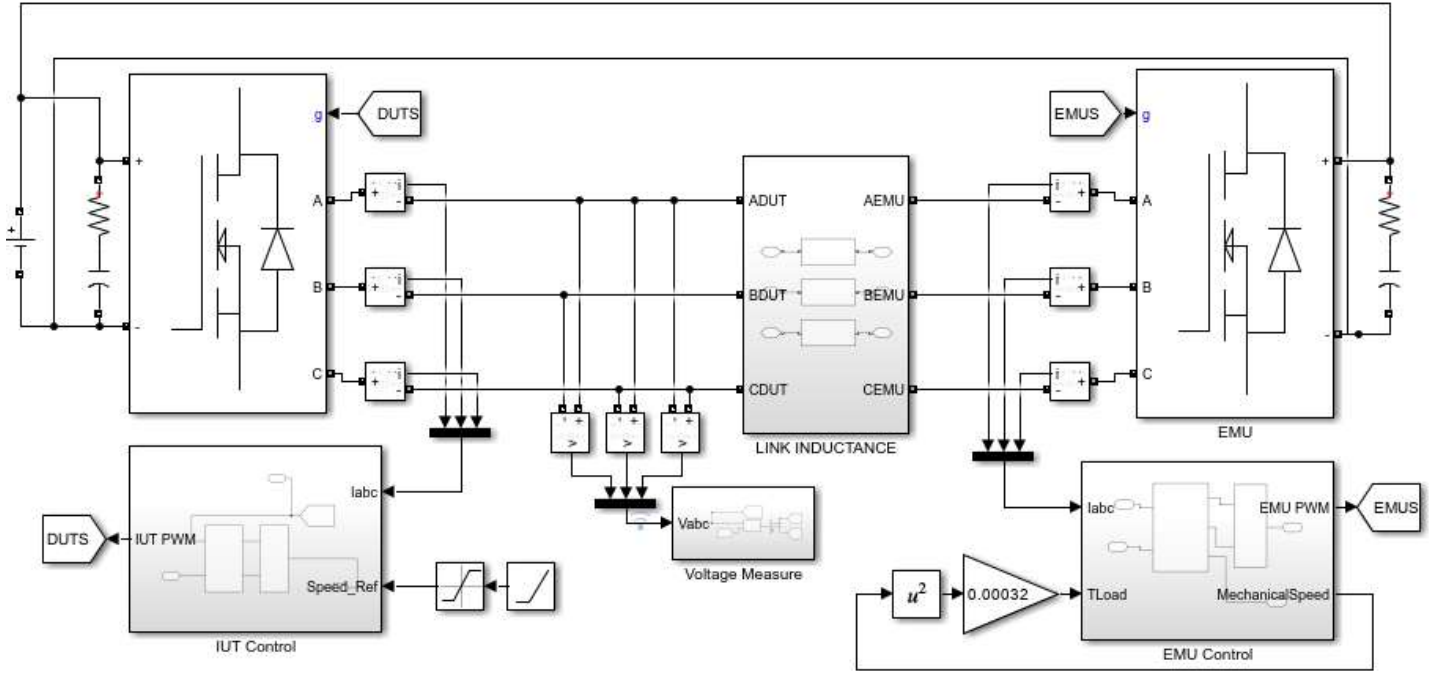 g
DUTS
EMUS
g
+
+
A
+
i
-
ADUT
AEMU
i
-
+
A
+
B
+
i
-
BDUT
BEMU
i
-
+
B
-
-
C
+
i
-
CDUT
CEMU
i
-
+
C
- +
- +
- +
v
v
v
LINK INDUCTANCE
EMU
Iabc
DUTS
IUT PWM
Speed_Ref
IUT Control
Vabc
Voltage Measure
Iabc
EMU PWM
EMUS
u²
0.00032
TLoad
MechanicalSpeed
EMU Control